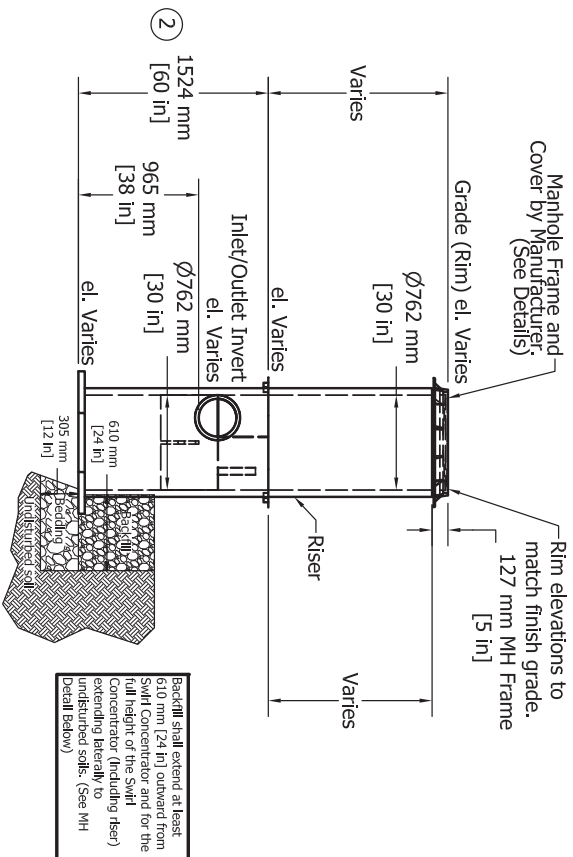 Manhole Frame and
Cover by Manufacturer.
(See Details)
Grade (Rim) el. Varies
Rim elevations to
match finish grade.
127 mm MH Frame
[5 in]
Varies
Ø762 mm
[30 in]
Varies
Riser
el. Varies
2
1524 mm
[60 in]
965 mm
[38 in]
Inlet/Outlet Invert
el. Varies
Ø762 mm
[30 in]
el. Varies
610 mm
[24 in]
305 mm
[12 in]
Backfill
Bedding
Undisturbed soil
Backfill shall extend at least
610 mm [24 in] outward from
Swirl Concentrator and for the
full height of the Swirl
Concentrator (including riser)
extending laterally to
undisturbed soils. (See MH
Detail Below)